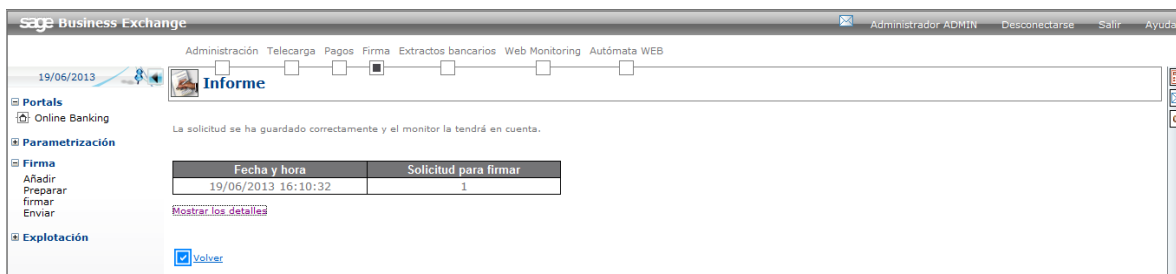 sage Business Exchange
Administrador ADMIN Desconectarse Salir Ayuda
Administración Telecarga Pagos Firma Extractos bancarios Web Monitoring Autómata WEB
19/06/2013
Informe
Portals
Online Banking
Parametrización
Firma
Añadir
Preparar
firmar
Enviar
Explotación
La solicitud se ha guardado correctamente y el monitor la tendrá en cuenta.
Fecha y hora Solicitud para firmar
19/06/2013 16:10:32 1
Mostrar los detalles
Volver